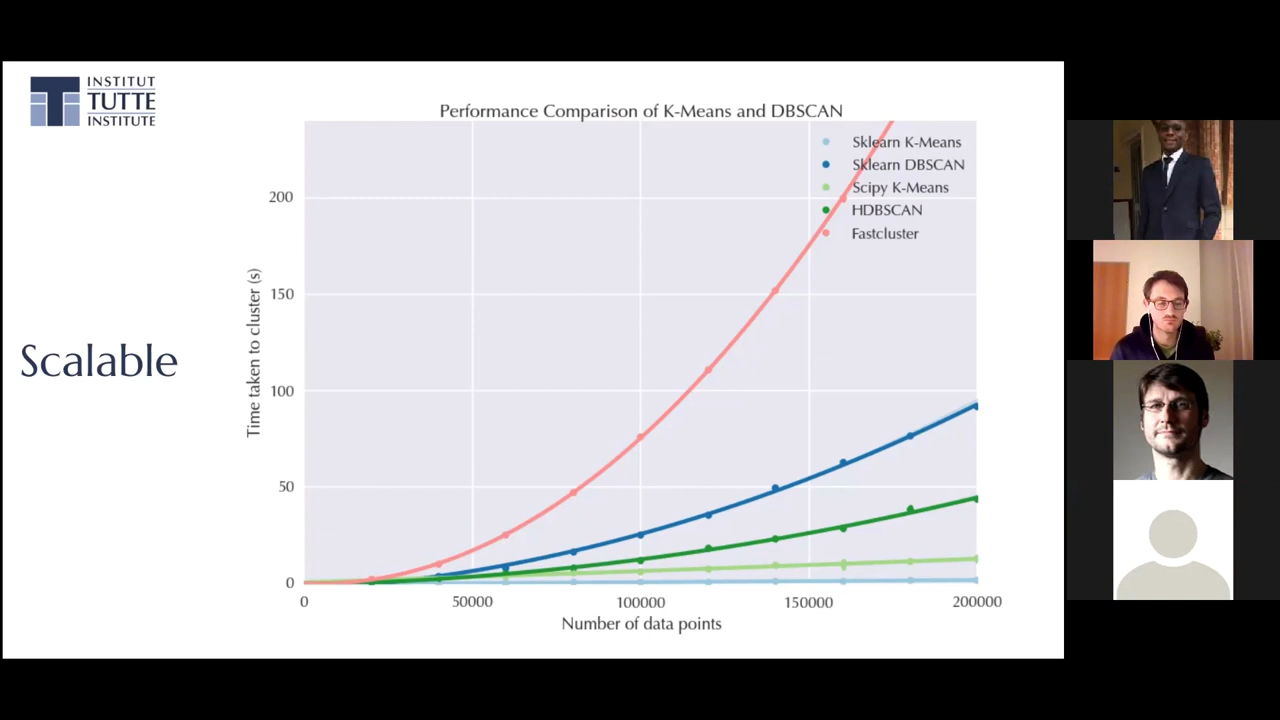 INSTITUT
TUTTE
INSTITUTE
Scalable
Performance Comparison of K-Means and DBSCAN
Sklearn K-Means
Sklearn DBSCAN
Scipy K-Means
HDBSCAN
Fastcluster
Time taken to cluster (s)
200
150
100
50
0
0 50000 100000 150000 200000
Number of data points